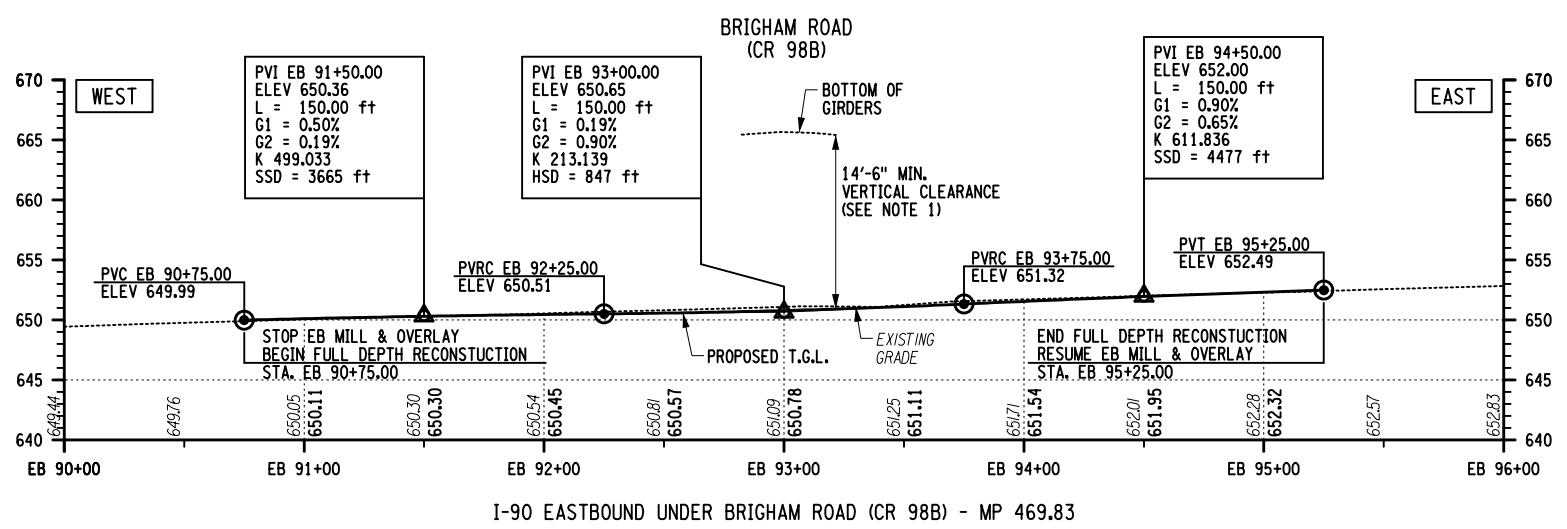 BRIGHAM ROAD
(CR 98B)
WEST
EAST
PVI EB 91+50.00
ELEV 650.36
L = 150.00 ft
G1 = 0.50%
G2 = 0.19%
K 499.033
SSD = 3665 ft
PVI EB 93+00.00
ELEV 650.65
L = 150.00 ft
G1 = 0.19%
G2 = 0.90%
K 213.139
HSD = 847 ft
BOTTOM OF
GIRDERS
14'-6" MIN.
VERTICAL CLEARANCE
(SEE NOTE 1)
PVI EB 94+50.00
ELEV 652.00
L = 150.00 ft
G1 = 0.90%
G2 = 0.65%
K 611.836
SSD = 4477 ft
670
665
660
655
650
645
640
670
665
660
655
650
645
640
PVC EB 90+75.00
ELEV 649.99
PVRC EB 92+25.00
ELEV 650.51
PVRC EB 93+75.00
ELEV 651.32
PVT EB 95+25.00
ELEV 652.49
STOP EB MILL & OVERLAY
BEGIN FULL DEPTH RECONSTUCTION
STA. EB 90+75.00
PROPOSED T.G.L.
EXISTING
GRADE
END FULL DEPTH RECONSTUCTION
RESUME EB MILL & OVERLAY
STA. EB 95+25.00
649.44
649.76
650.05
650.11
650.30
650.30
650.54
650.45
650.81
650.57
651.09
650.78
651.25
651.11
651.71
651.54
652.01
651.95
652.28
652.32
652.57
652.83
EB 90+00
EB 91+00
EB 92+00
EB 93+00
EB 94+00
EB 95+00
EB 96+00
I-90 EASTBOUND UNDER BRIGHAM ROAD (CR 98B) - MP 469.83